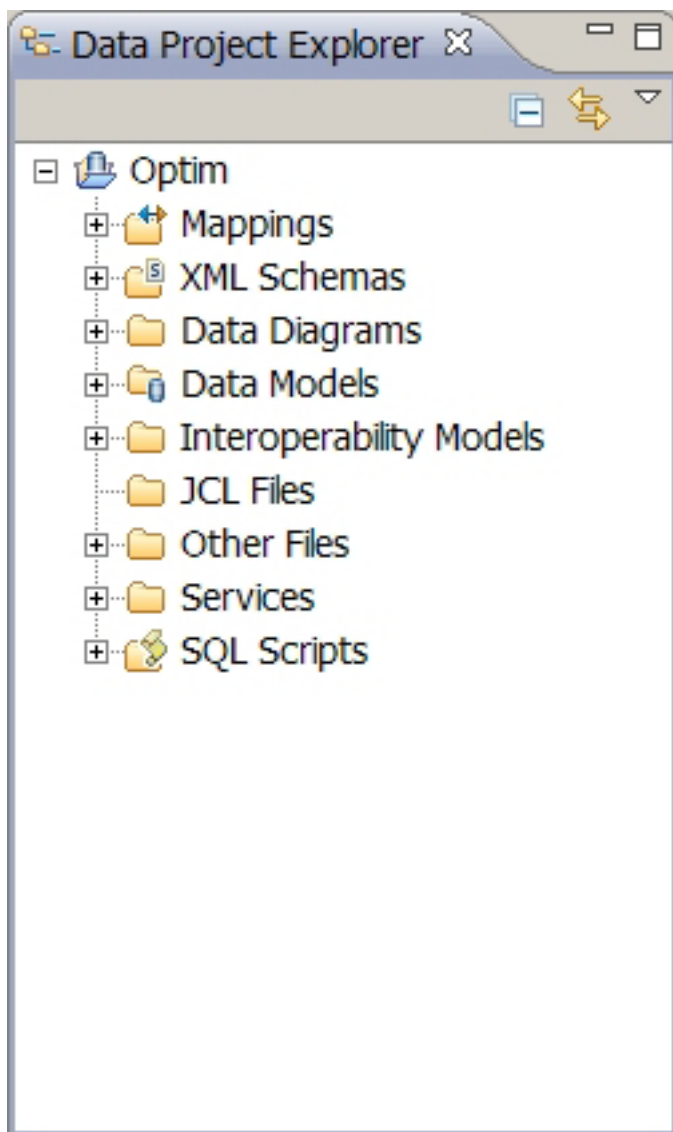 Data Project Explorer
Optim
Mappings
XML Schemas
Data Diagrams
Data Models
Interoperability Models
JCL Files
Other Files
Services
SQL Scripts